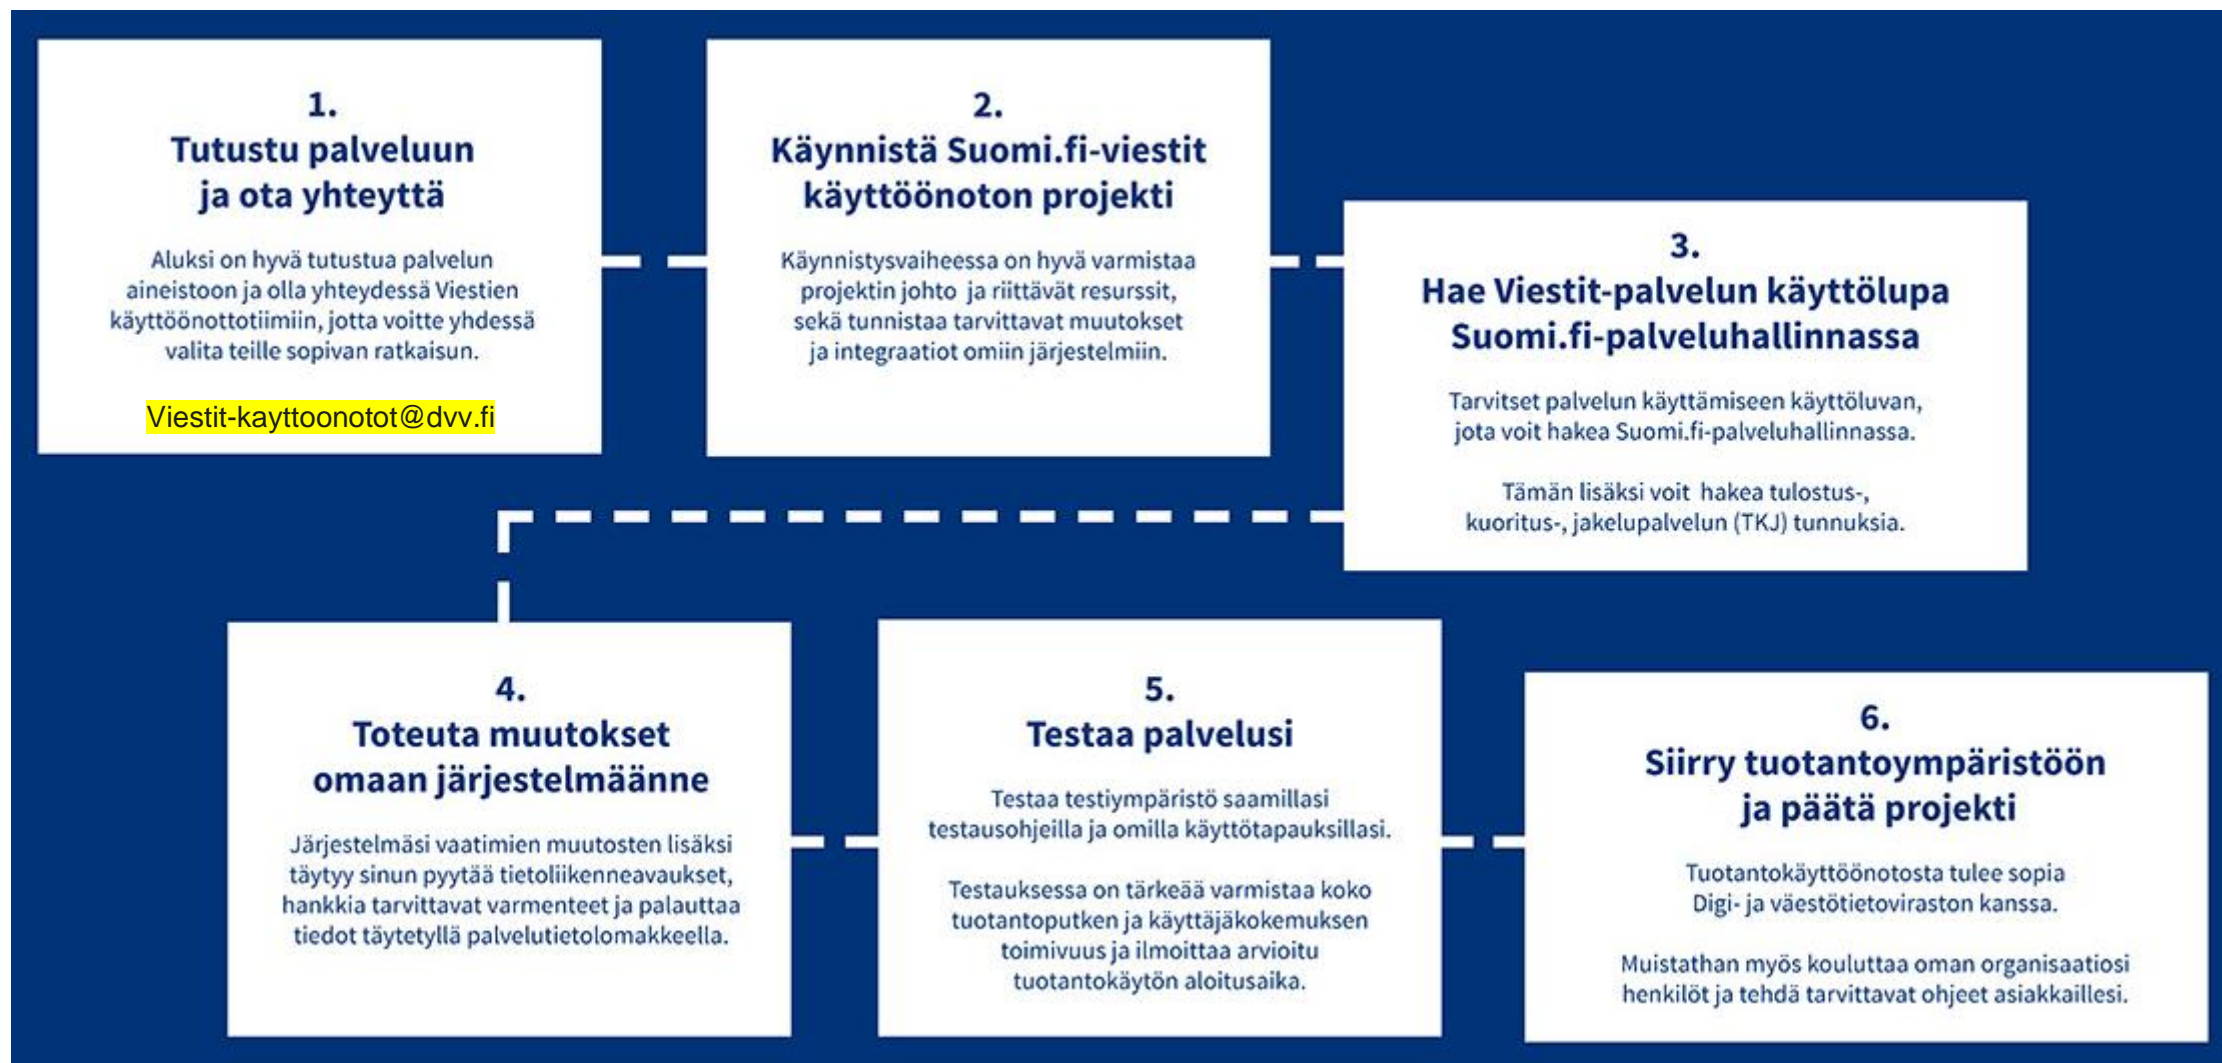 1.
Tutustu palveluun
ja ota yhteyttä
Aluksi on hyvä tutustua palvelun
aineistoon ja olla yhteydessä Viestien
käyttöönottotiimiin, jotta voitte yhdessä
valita teille sopivan ratkaisun.
Viestit-kayttoonotot@dvv.fi
2.
Käynnistä Suomi.fi-viestit
käyttöönoton projekti
Käynnistysvaiheessa on hyvä varmistaa
projektin johto ja riittävät resurssit,
sekä tunnistaa tarvittavat muutokset
ja integraatiot omiin järjestelmiin.
3.
Hae Viestit-palvelun käyttölupa
Suomi.fi-palveluhallinnassa
Tarvitset palvelun käyttämiseen käyttöluvan,
jota voit hakea Suomi.fi-palveluhallinnassa.
Tämän lisäksi voit hakea tulostus-,
kuoritus-, jakelupalvelun (TKJ) tunnuksia.
4.
Toteuta muutokset
omaan järjestelmäänne
Järjestelmäsi vaatimien muutosten lisäksi
täytyy sinun pyytää tietoliikenneavaukset,
hankkia tarvittavat varmenteet ja palauttaa
tiedot täytetyllä palvelutietolomakkeella.
5.
Testaa palvelusi
Testaa testiympäristö saamillasi
testausohjeilla ja omilla käyttötapauksillasi.
Testauksessa on tärkeää varmistaa koko
tuotantoputken ja käyttäjäkokemuksen
toimivuus ja ilmoittaa arvioitu
tuotantokäytön aloitusaika.
6.
Siirry tuotantoympäristöön
ja päätä projekti
Tuotantokäyttöönotosta tulee sopia
Digi- ja väestötietoviraston kanssa.
Muistathan myös kouluttaa oman organisaatiosi
henkilöt ja tehdä tarvittavat ohjeet asiakkaillesi.